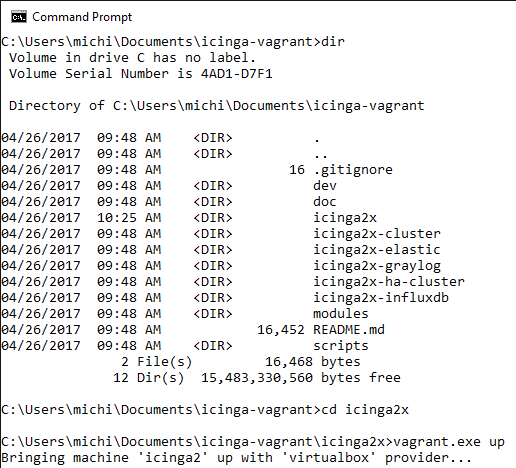 Command Prompt
C:\Users\michi\Documents\icinga-vagrant>dir
 Volume in drive C has no label.
 Volume Serial Number is 4AD1-D7F1

 Directory of C:\Users\michi\Documents\icinga-vagrant

04/26/2017  09:48 AM    <DIR>          .
04/26/2017  09:48 AM    <DIR>          ..
04/26/2017  09:48 AM                16 .gitignore
04/26/2017  09:48 AM    <DIR>          dev
04/26/2017  09:48 AM    <DIR>          doc
04/26/2017  10:25 AM    <DIR>          icinga2x
04/26/2017  09:48 AM    <DIR>          icinga2x-cluster
04/26/2017  09:48 AM    <DIR>          icinga2x-elastic
04/26/2017  09:48 AM    <DIR>          icinga2x-graylog
04/26/2017  09:48 AM    <DIR>          icinga2x-ha-cluster
04/26/2017  09:48 AM    <DIR>          icinga2x-influxdb
04/26/2017  09:48 AM    <DIR>          modules
04/26/2017  09:48 AM            16,452 README.md
04/26/2017  09:48 AM    <DIR>          scripts
               2 File(s)         16,468 bytes
              12 Dir(s)  15,483,330,560 bytes free

C:\Users\michi\Documents\icinga-vagrant>cd icinga2x

C:\Users\michi\Documents\icinga-vagrant\icinga2x>vagrant.exe up
Bringing machine 'icinga2' up with 'virtualbox' provider...